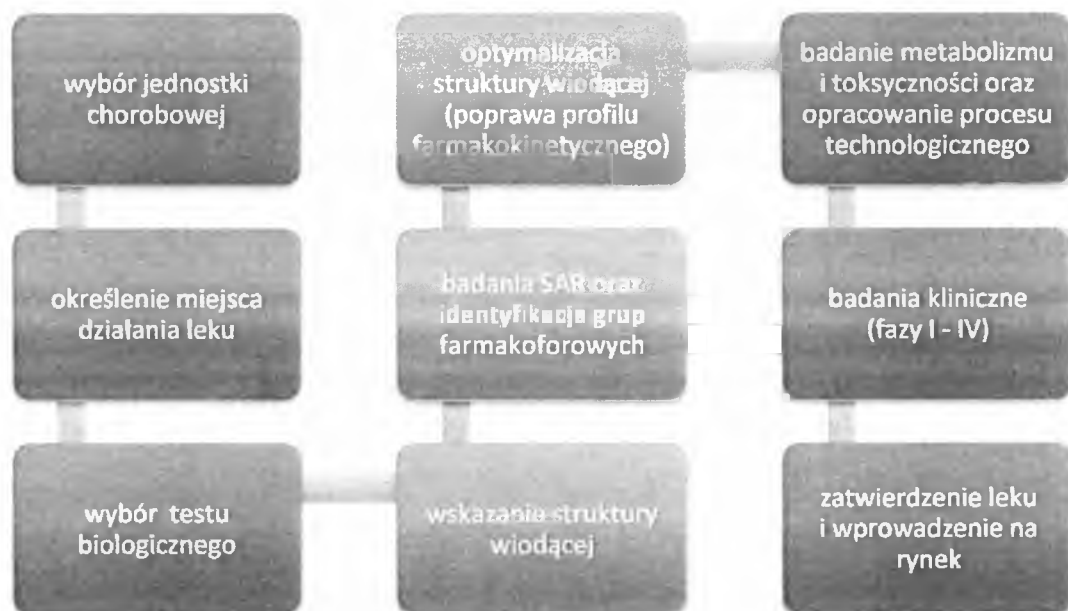 wybór jednostki
chorobowej
określenie miejsca
działania leku
wybór testu
biologicznego
wskazanie struktury
wiodącej
badania SAR oraz
identyfikacja grup
farmakoforowych
optymalizacja
struktury wiodącej
(poprawa profilu
farmakokinetycznego)
badanie metabolizmu
i toksyczności oraz
opracowanie procesu
technologicznego
badania kliniczne
(fazy I - IV)
zatwierdzenie leku
i wprowadzenie na
rynek